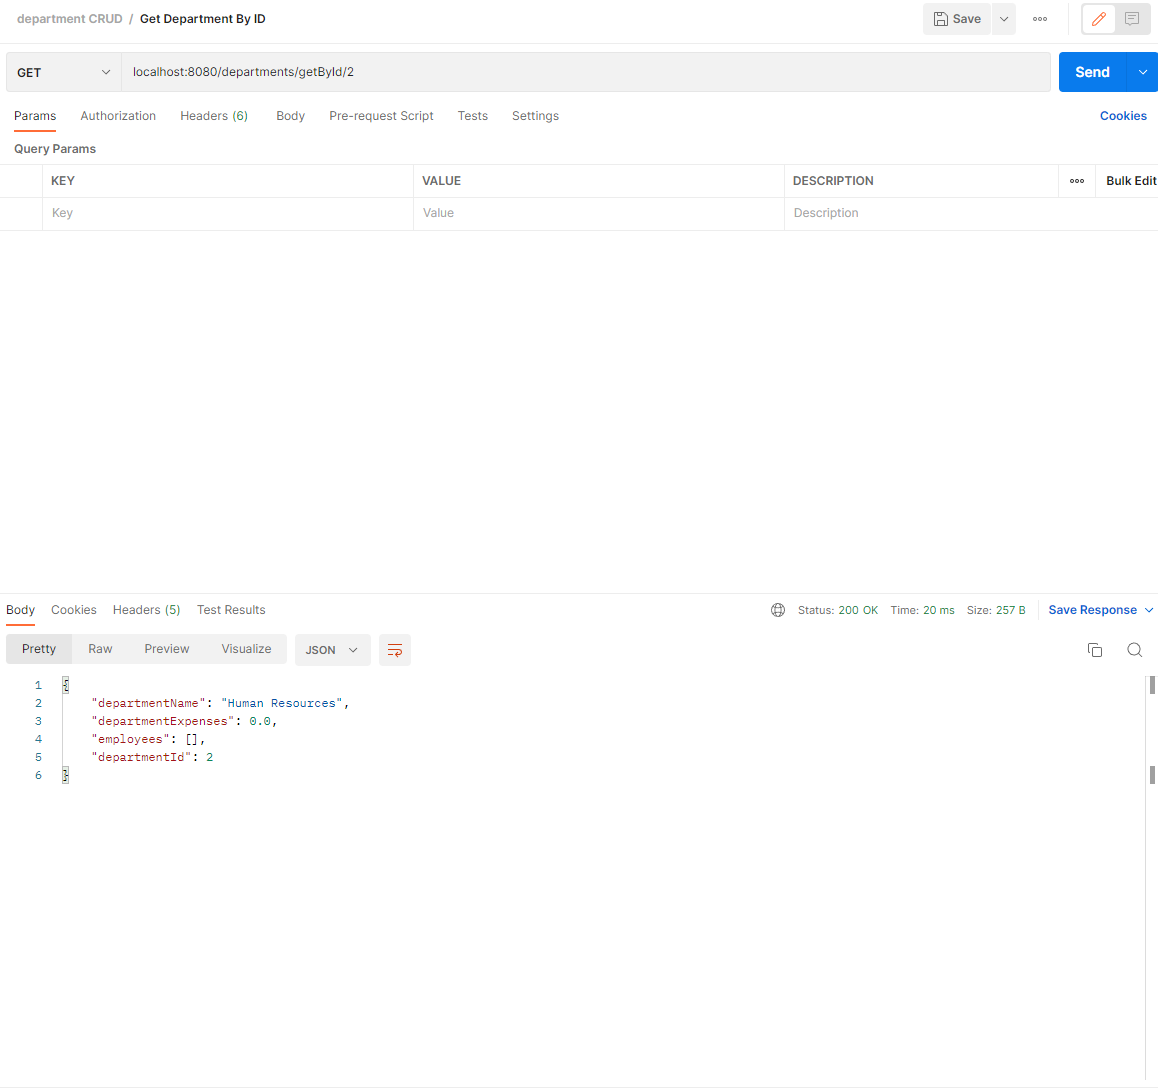 department CRUD / Get Department By ID Save
GET localhost:8080/departments/getById/2 Send
Params Authorization Headers (6) Body Pre-request Script Tests Settings Cookies
Query Params
KEY VALUE DESCRIPTION Bulk Edit
Key Value Description
Body Cookies Headers (5) Test Results Status: 200 OK Time: 20 ms Size: 257 B Save Response
Pretty Raw Preview Visualize JSON
1 {
2 "departmentName": "Human Resources",
3 "departmentExpenses": 0.0,
4 "employees": [],
5 "departmentId": 2
6 }